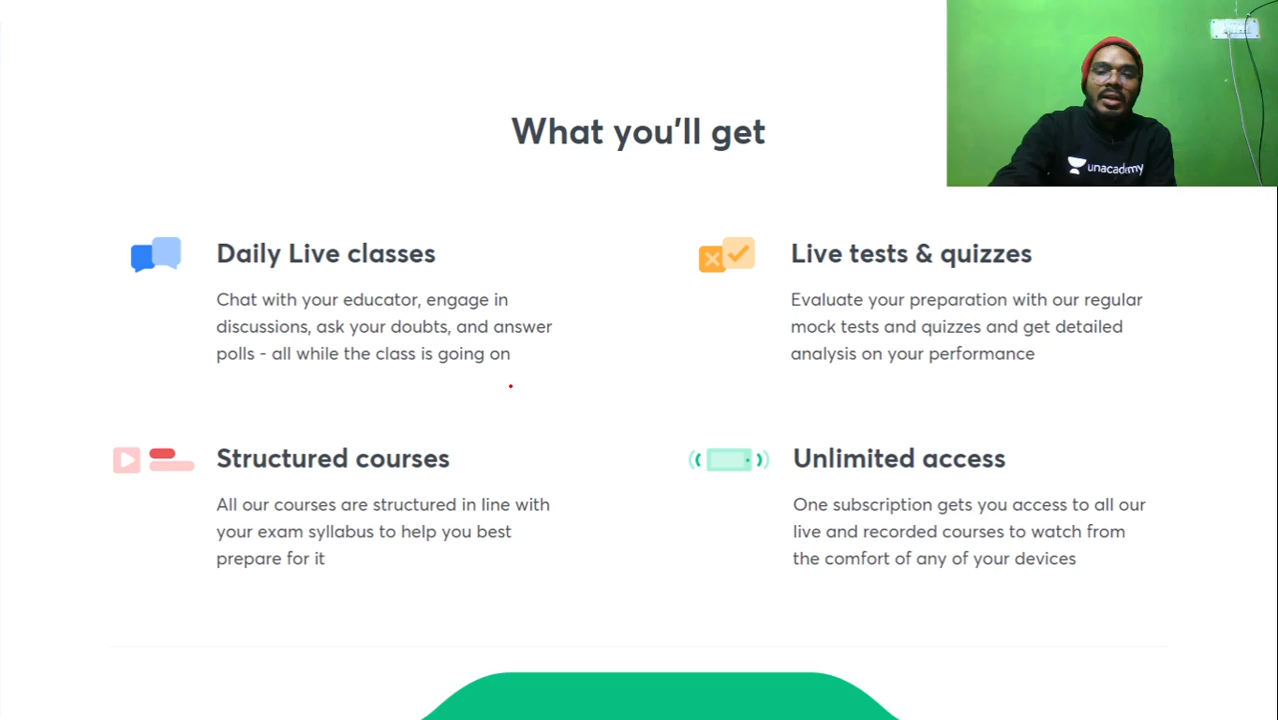 What you'll get
unacademy
Daily Live classes
Chat with your educator, engage in
discussions, ask your doubts, and answer
polls - all while the class is going on
Live tests & quizzes
Evaluate your preparation with our regular
mock tests and quizzes and get detailed
analysis on your performance
Structured courses
All our courses are structured in line with
your exam syllabus to help you best
prepare for it
Unlimited access
One subscription gets you access to all our
live and recorded courses to watch from
the comfort of any of your devices